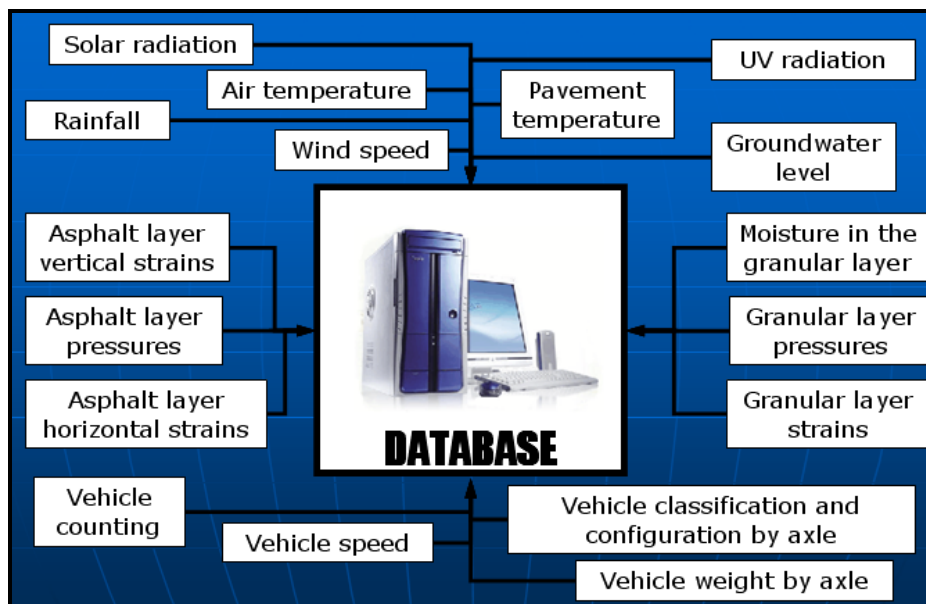 Solar radiation
UV radiation
Air temperature
Pavement
temperature
Rainfall
Wind speed
Groundwater
level
Asphalt layer
vertical strains
Moisture in the
granular layer
Asphalt layer
pressures
Granular layer
pressures
Asphalt layer
horizontal strains
Granular layer
strains
DATABASE
Vehicle
counting
Vehicle classification and
configuration by axle
Vehicle speed
Vehicle weight by axle